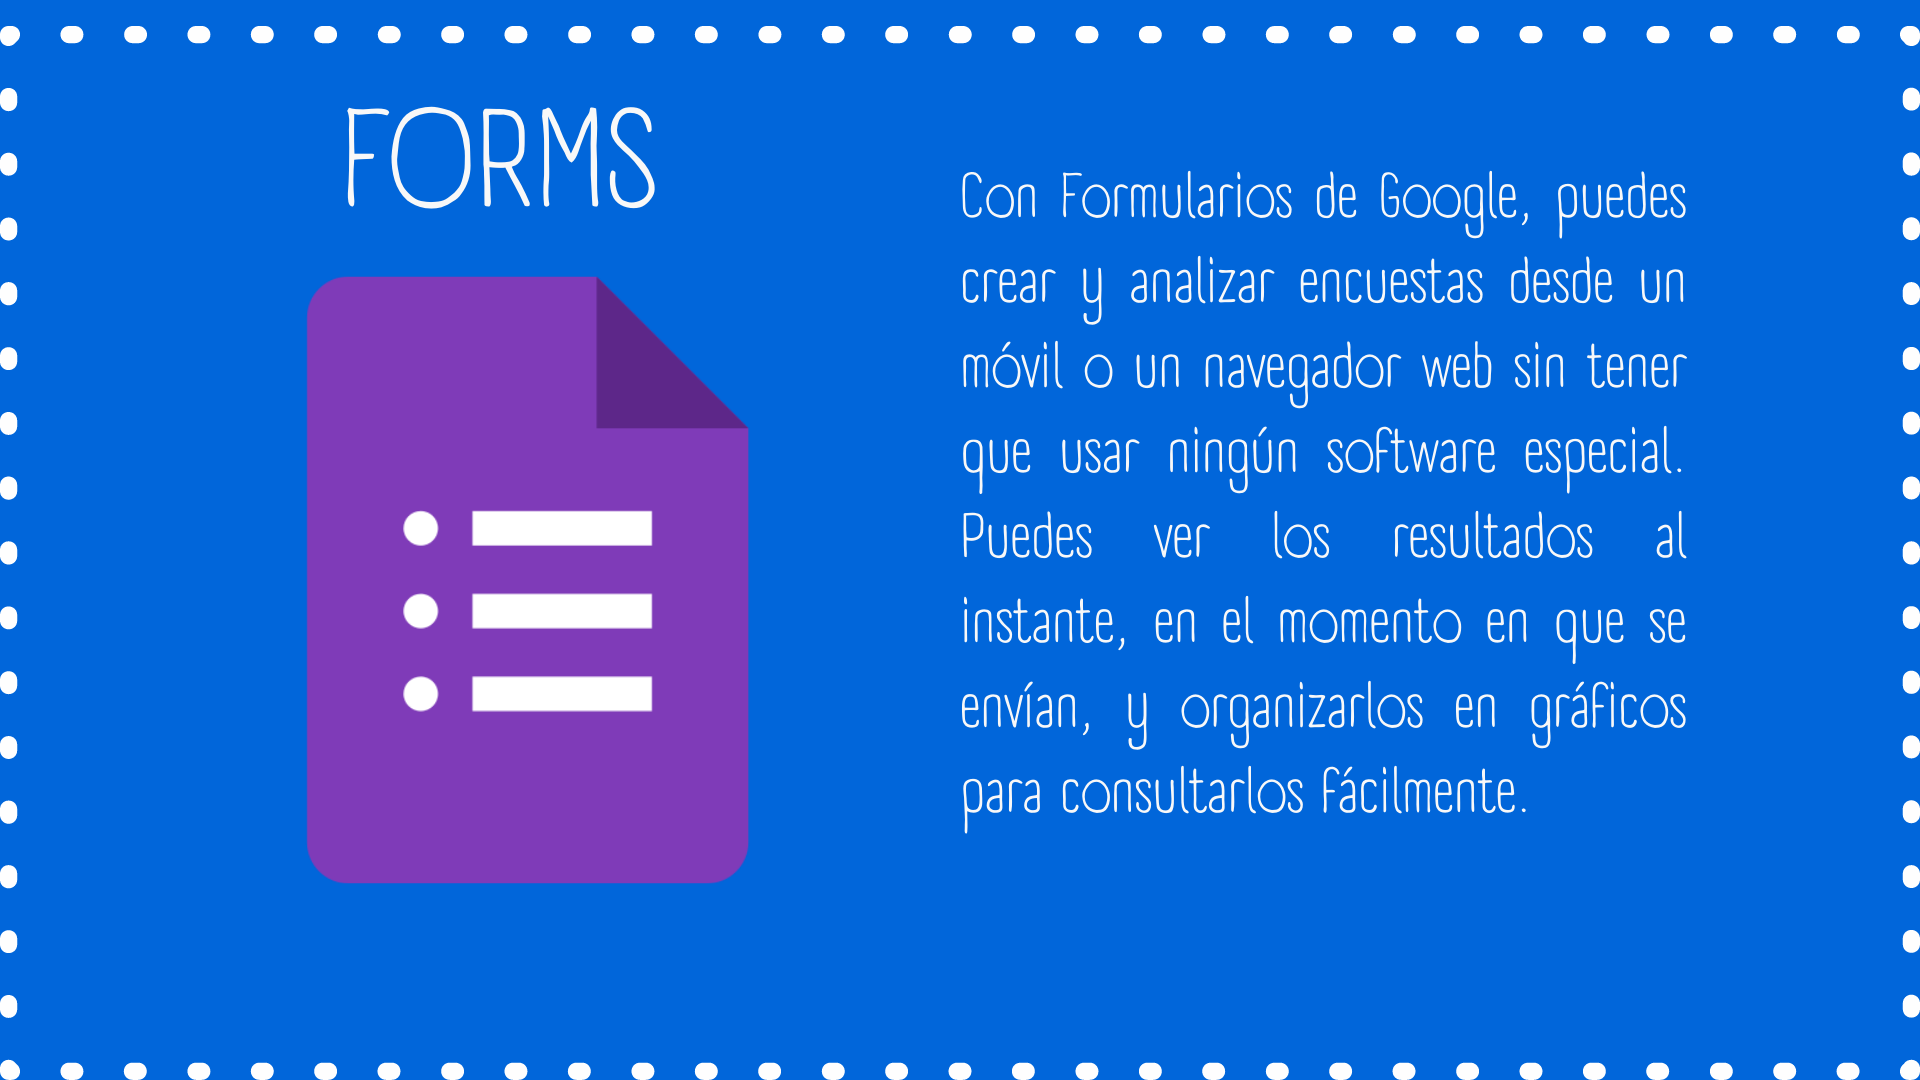 FORMS
Con Formularios de Google, puedes
crear y analizar encuestas desde un
móvil o un navegador web sin tener
que usar ningún software especial.
Puedes ver los resultados al
instante, en el momento en que se
envían, y organizarlos en gráficos
para consultarlos fácilmente.